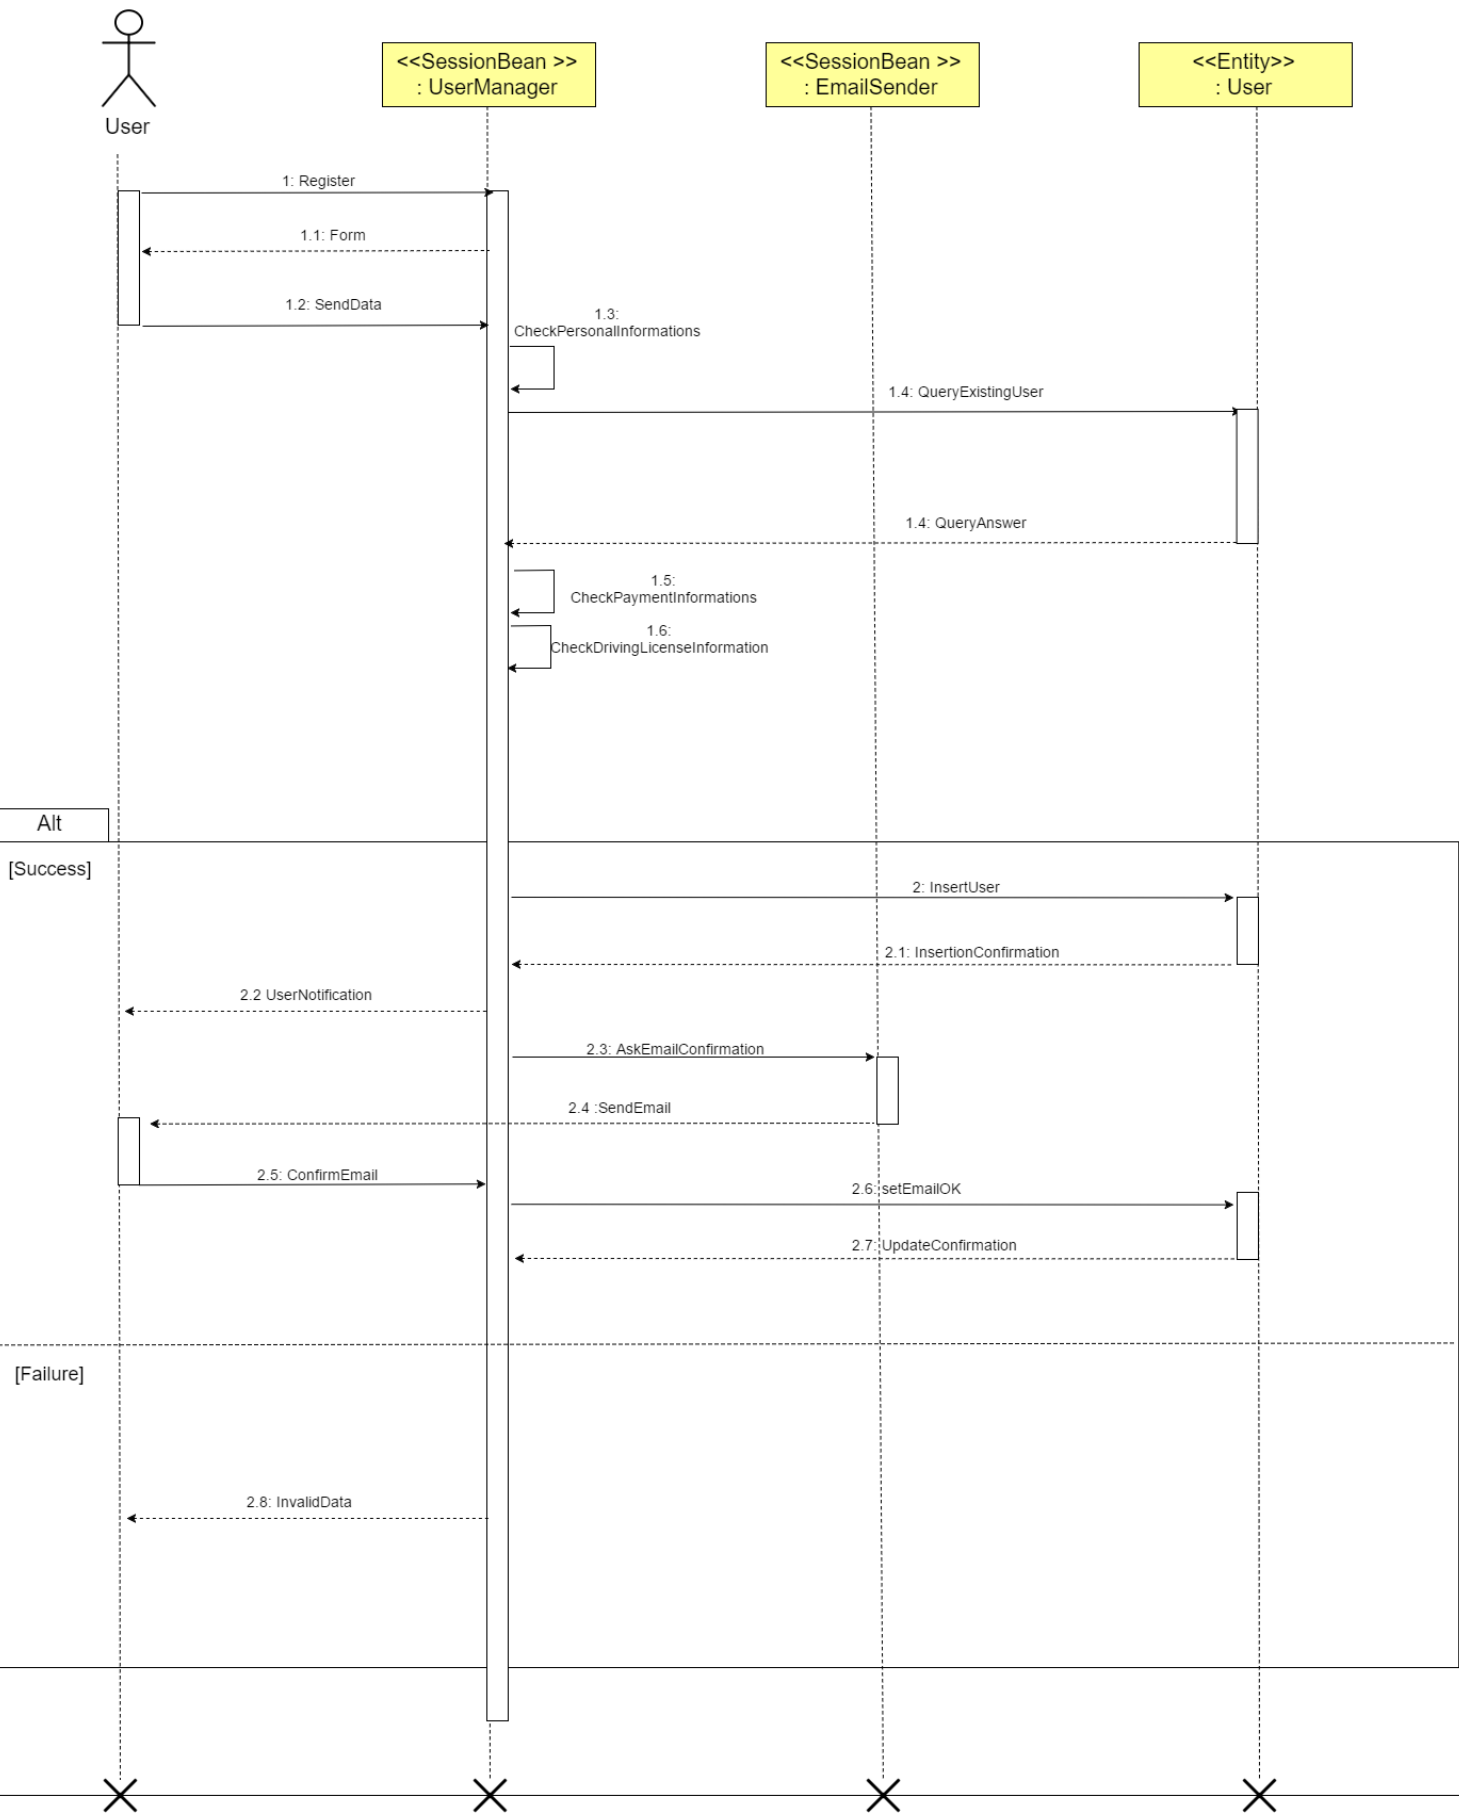 <<SessionBean >>
: UserManager
<<SessionBean >>
: EmailSender
<<Entity>>
: User
User
1: Register
1.1: Form
1.2: SendData
1.3:
CheckPersonalInformations
1.4: QueryExistingUser
1.4: QueryAnswer
1.5:
CheckPaymentInformations
1.6:
CheckDrivingLicenseInformation
Alt
[Success]
2: InsertUser
2.1: InsertionConfirmation
2.2 UserNotification
2.3: AskEmailConfirmation
2.4 :SendEmail
2.5: ConfirmEmail
2.6: setEmailOK
2.7: UpdateConfirmation
[Failure]
2.8: InvalidData